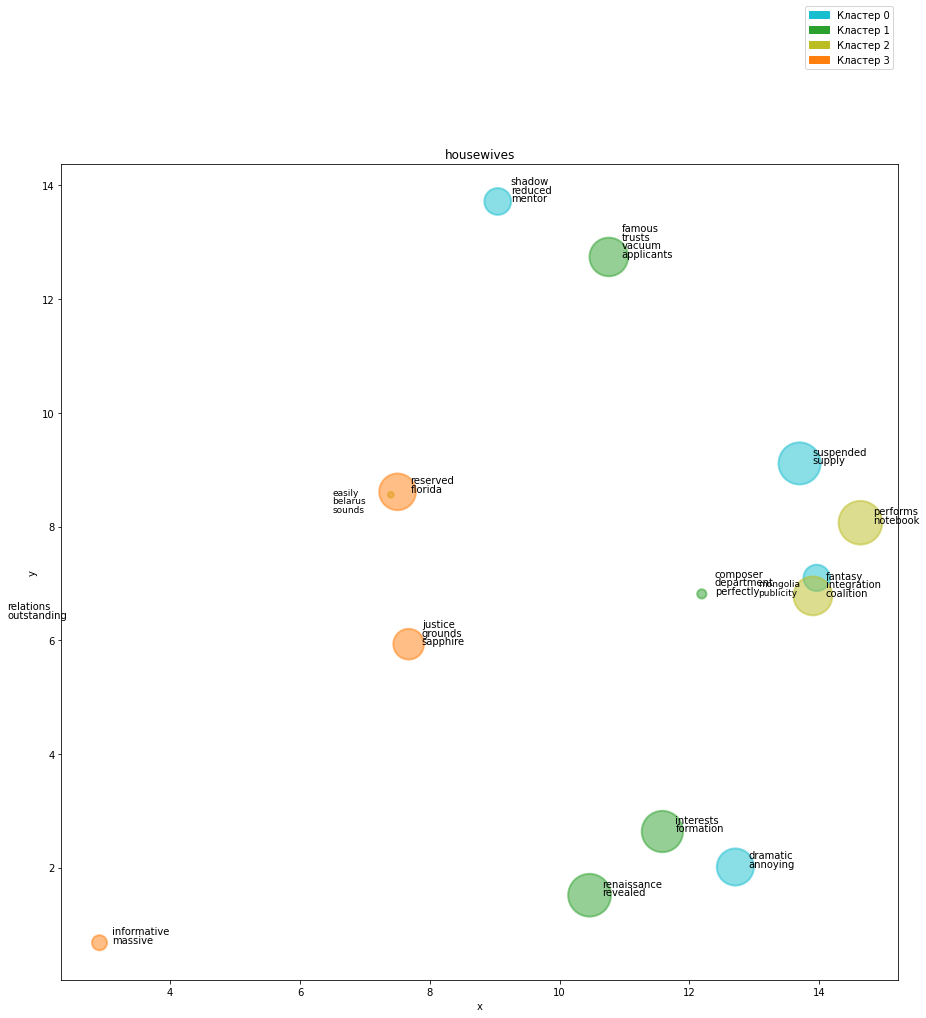 Кластер 0
Кластер 1
Кластер 2
Кластер 3
housewives
shadow
reduced
mentor
famous
trusts
vacuum
applicants
suspended
supply
reserved
florida
easily
belarus
sounds
performs
notebook
composer
department
perfectly
mongolia
publicity
fantasy
integration
coalition
relations
outstanding
justice
grounds
sapphire
interests
formation
dramatic
annoying
renaissance
revealed
informative
massive
14
12
10
8
6
4
2
y
4
6
8
10
12
14
x